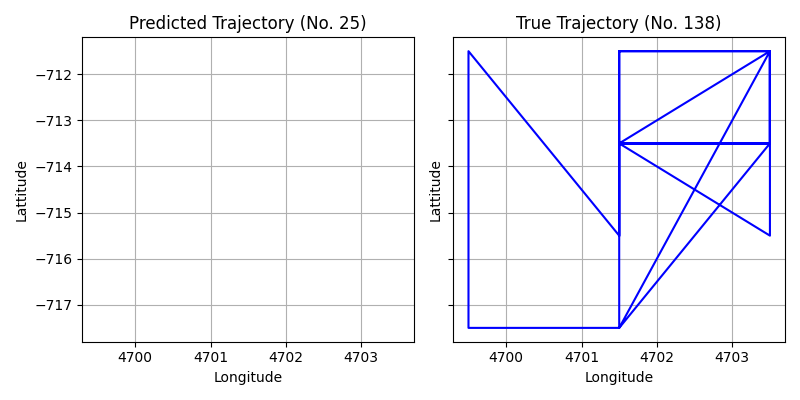 Predicted Trajectory (No. 25)
True Trajectory (No. 138)
−712
−713
−714
−715
−716
−717
Lattitude
Lattitude
4700 4701 4702 4703
4700 4701 4702 4703
Longitude
Longitude